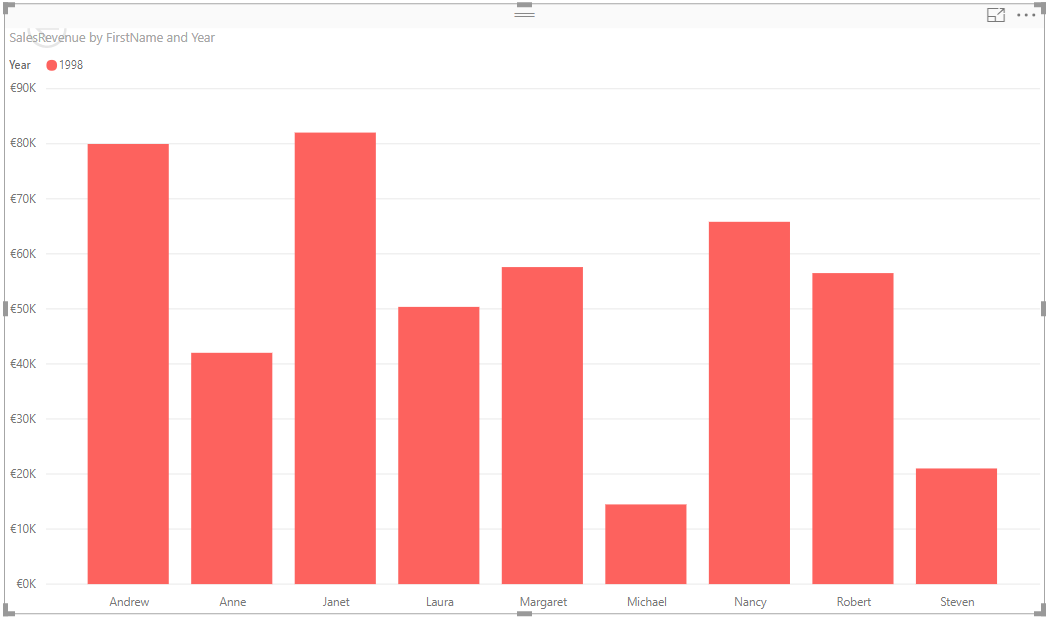 SalesRevenue by FirstName and Year
Year 1998
€90K
€80K
€70K
€60K
€50K
€40K
€30K
€20K
€10K
€0K
Andrew Anne Janet Laura Margaret Michael Nancy Robert Steven